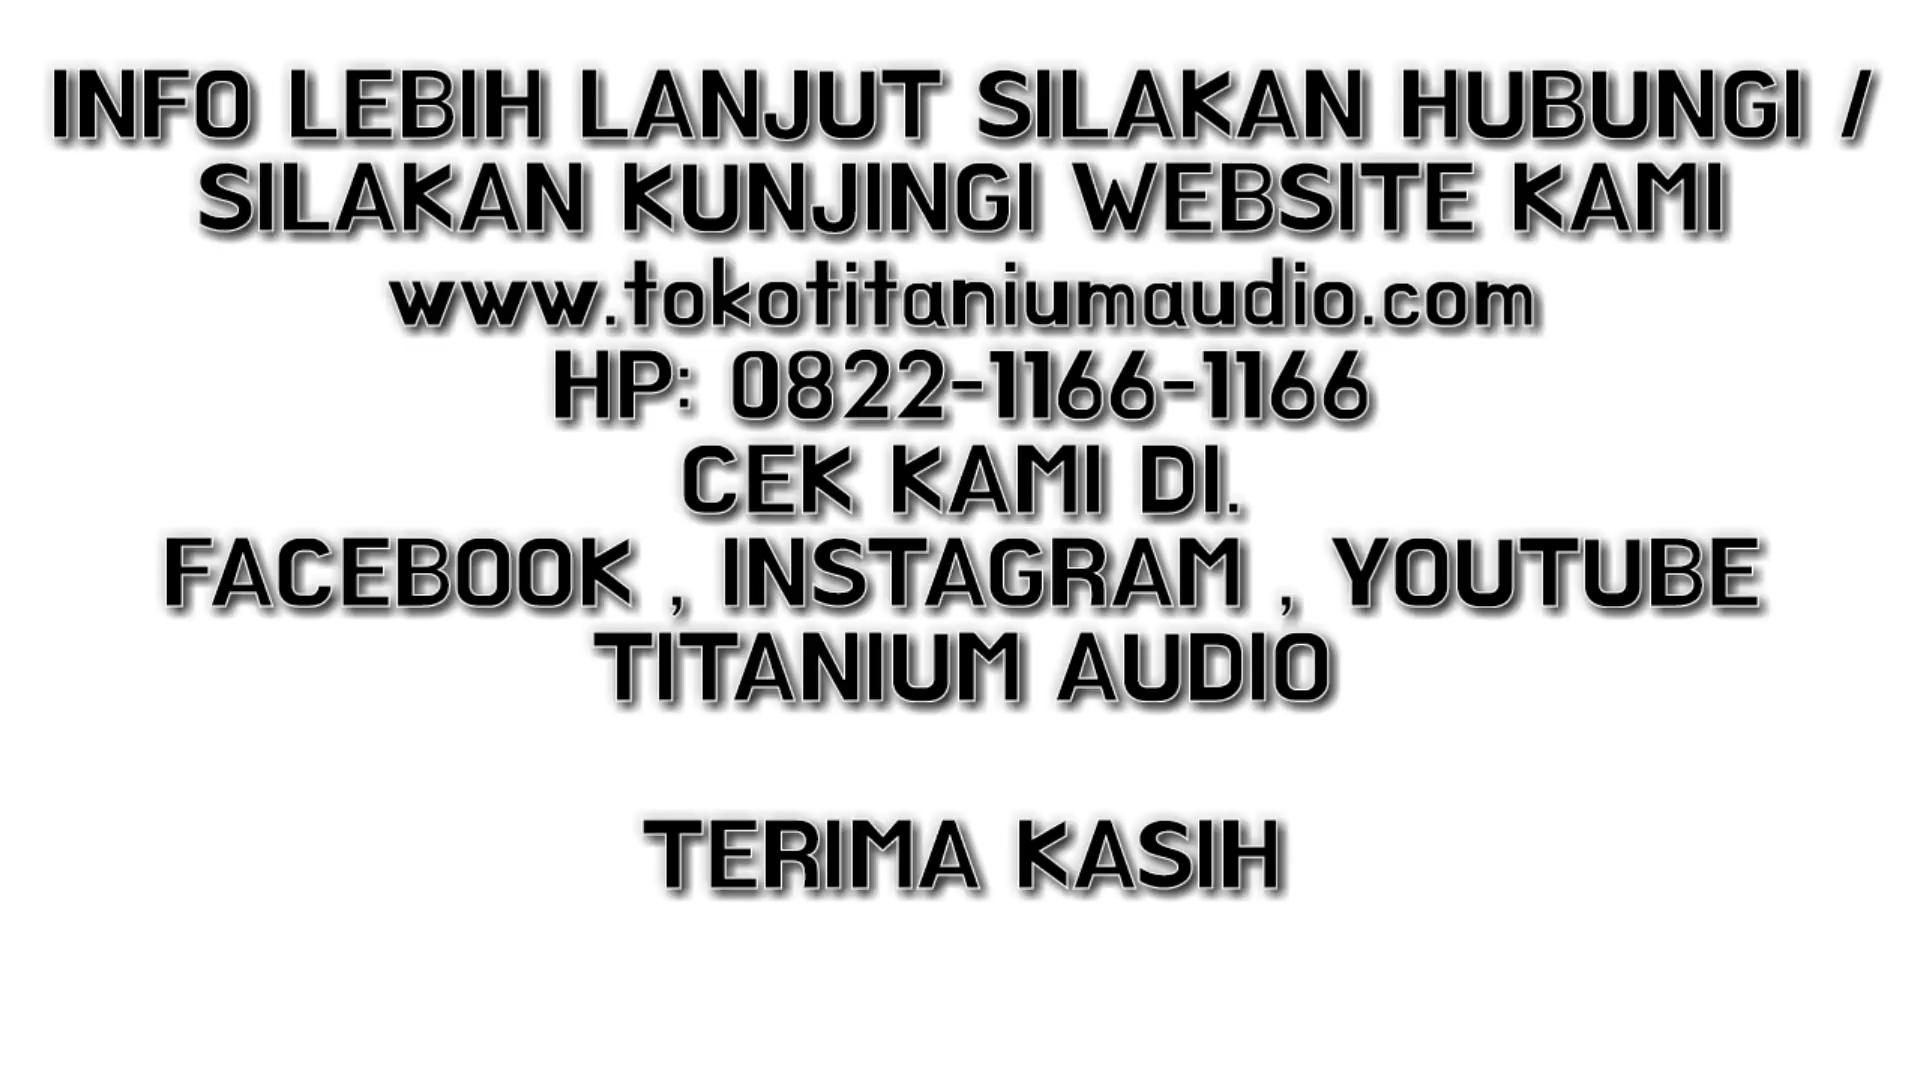 INFO LEBIH LANJUT SILAKAN HUBUNGI /
SILAKAN KUNJINGI WEBSITE KAMI
www.tokotitaniumaudio.com
HP: 0822-1166-1166
CEK KAMI DI.
FACEBOOK , INSTAGRAM , YOUTUBE
TITANIUM AUDIO
TERIMA KASIH